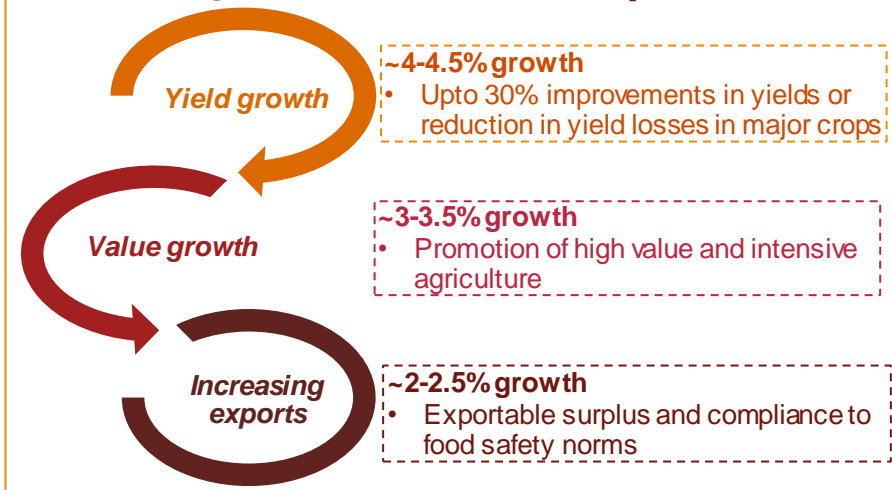 Yield growth
~4-4.5% growth
• Upto 30% improvements in yields or
reduction in yield losses in major crops
Value growth
~3-3.5% growth
• Promotion of high value and intensive
agriculture
Increasing
exports
~2-2.5% growth
• Exportable surplus and compliance to
food safety norms